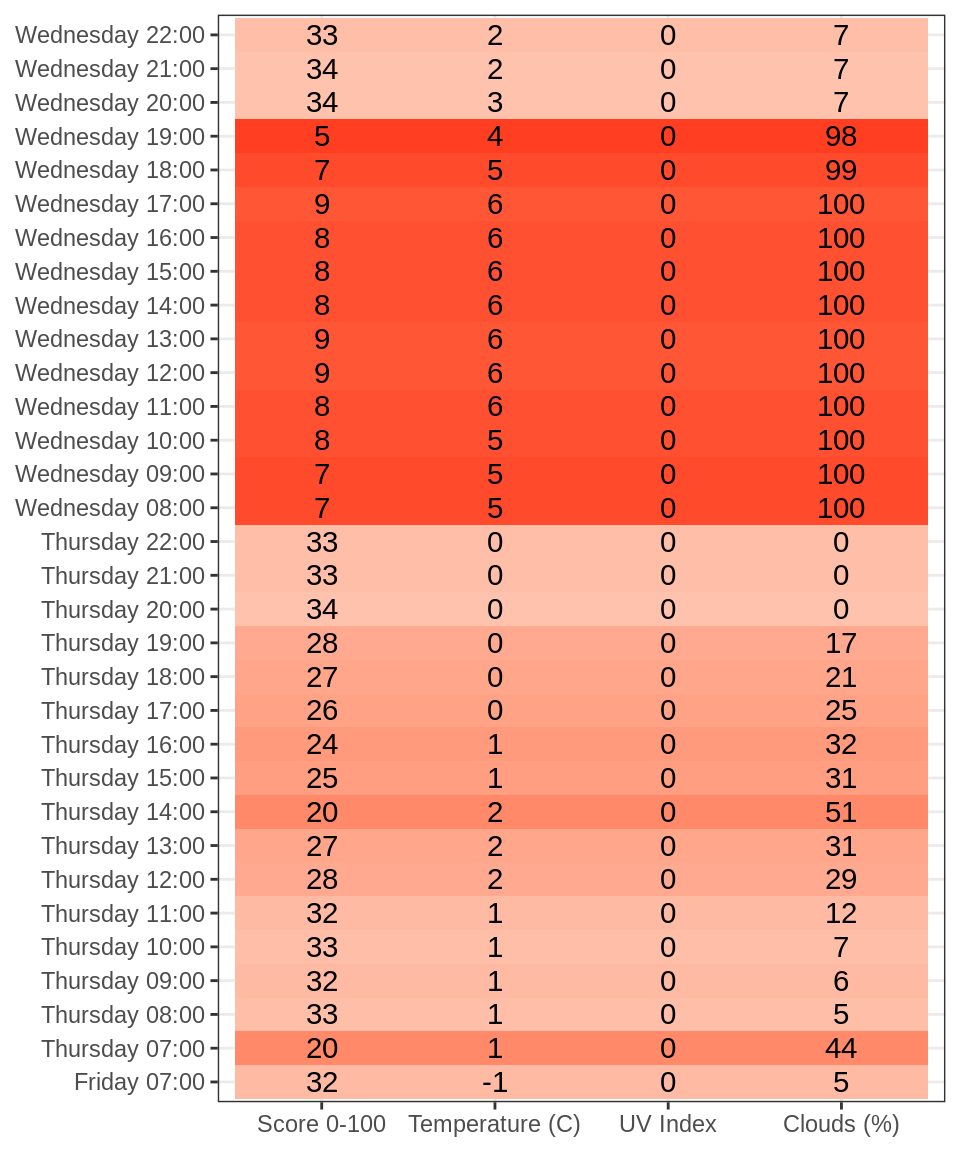 Wednesday 22:00 33 2 0 7
Wednesday 21:00 34 2 0 7
Wednesday 20:00 34 3 0 7
Wednesday 19:00 5 4 0 98
Wednesday 18:00 7 5 0 99
Wednesday 17:00 9 6 0 100
Wednesday 16:00 8 6 0 100
Wednesday 15:00 8 6 0 100
Wednesday 14:00 8 6 0 100
Wednesday 13:00 9 6 0 100
Wednesday 12:00 9 6 0 100
Wednesday 11:00 8 6 0 100
Wednesday 10:00 8 5 0 100
Wednesday 09:00 7 5 0 100
Wednesday 08:00 7 5 0 100
Thursday 22:00 33 0 0 0
Thursday 21:00 33 0 0 0
Thursday 20:00 34 0 0 0
Thursday 19:00 28 0 0 17
Thursday 18:00 27 0 0 21
Thursday 17:00 26 0 0 25
Thursday 16:00 24 1 0 32
Thursday 15:00 25 1 0 31
Thursday 14:00 20 2 0 51
Thursday 13:00 27 2 0 31
Thursday 12:00 28 2 0 29
Thursday 11:00 32 1 0 12
Thursday 10:00 33 1 0 7
Thursday 09:00 32 1 0 6
Thursday 08:00 33 1 0 5
Thursday 07:00 20 1 0 44
Friday 07:00 32 -1 0 5
Score 0-100 Temperature (C) UV Index Clouds (%)